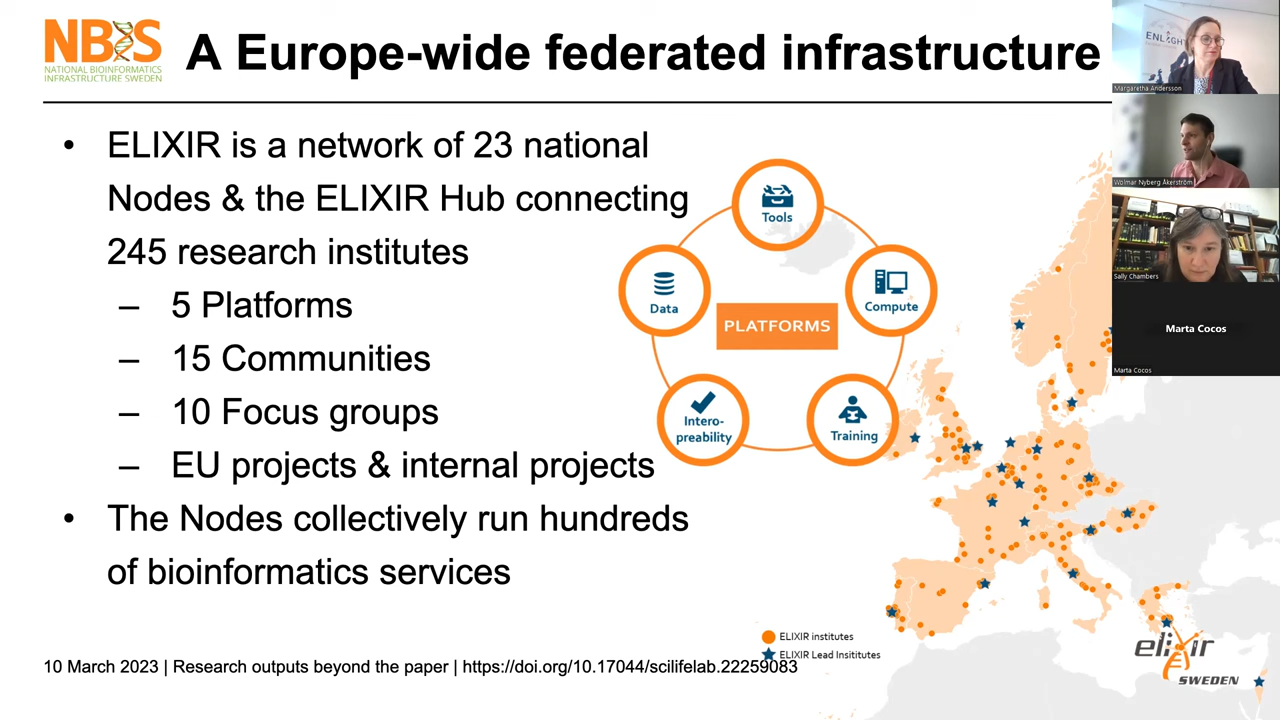 NBIS
NATIONAL BIOINFORMATICS
INFRASTRUCTURE SWEDEN
A Europe-wide federated infrastructure
• ELIXIR is a network of 23 national
Nodes & the ELIXIR Hub connecting
245 research institutes
– 5 Platforms
– 15 Communities
– 10 Focus groups
– EU projects & internal projects
• The Nodes collectively run hundreds
of bioinformatics services
Tools
Data
Compute
PLATFORMS
Intero-
preability
Training
ELIXIR institutes
ELIXIR Lead Insititutes
10 March 2023 | Research outputs beyond the paper | https://doi.org/10.17044/scilifelab.22259083
elixir
SWEDEN
Margaretha Andersson
Wolmar Nyberg Åkerström
Sally Chambers
Marta Cocos
Marta Cocos